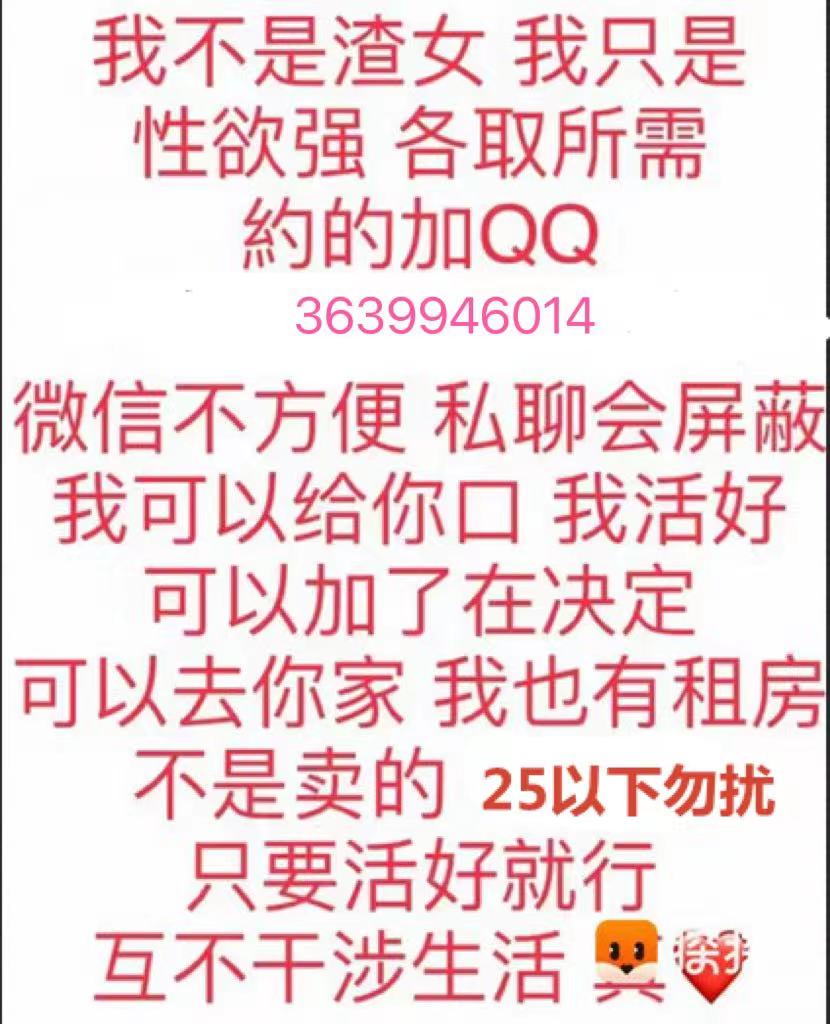 我不是渣女 我只是
性欲强 各取所需
約的加QQ
3639946014
微信不方便 私聊会屏蔽
我可以给你口 我活好
可以加了在决定
可以去你家 我也有租房
不是卖的 25以下勿扰
只要活好就行
互不干涉生活